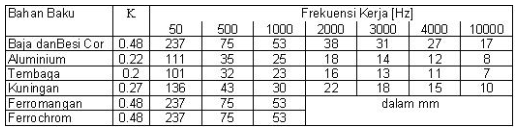 Bahan Baku K Frekuensi Kerja [Hz]
50 500 1000 2000 3000 4000 10000
Baja danBesi Cor 0.48 237 75 53 38 31 27 17
Aluminium 0.22 111 35 25 18 14 12 8
Tembaga 0.2 101 32 23 16 13 11 7
Kuningan 0.27 136 43 30 22 18 15 10
Ferromangan 0.48 237 75 53 dalam mm
Ferrochrom 0.48 237 75 53